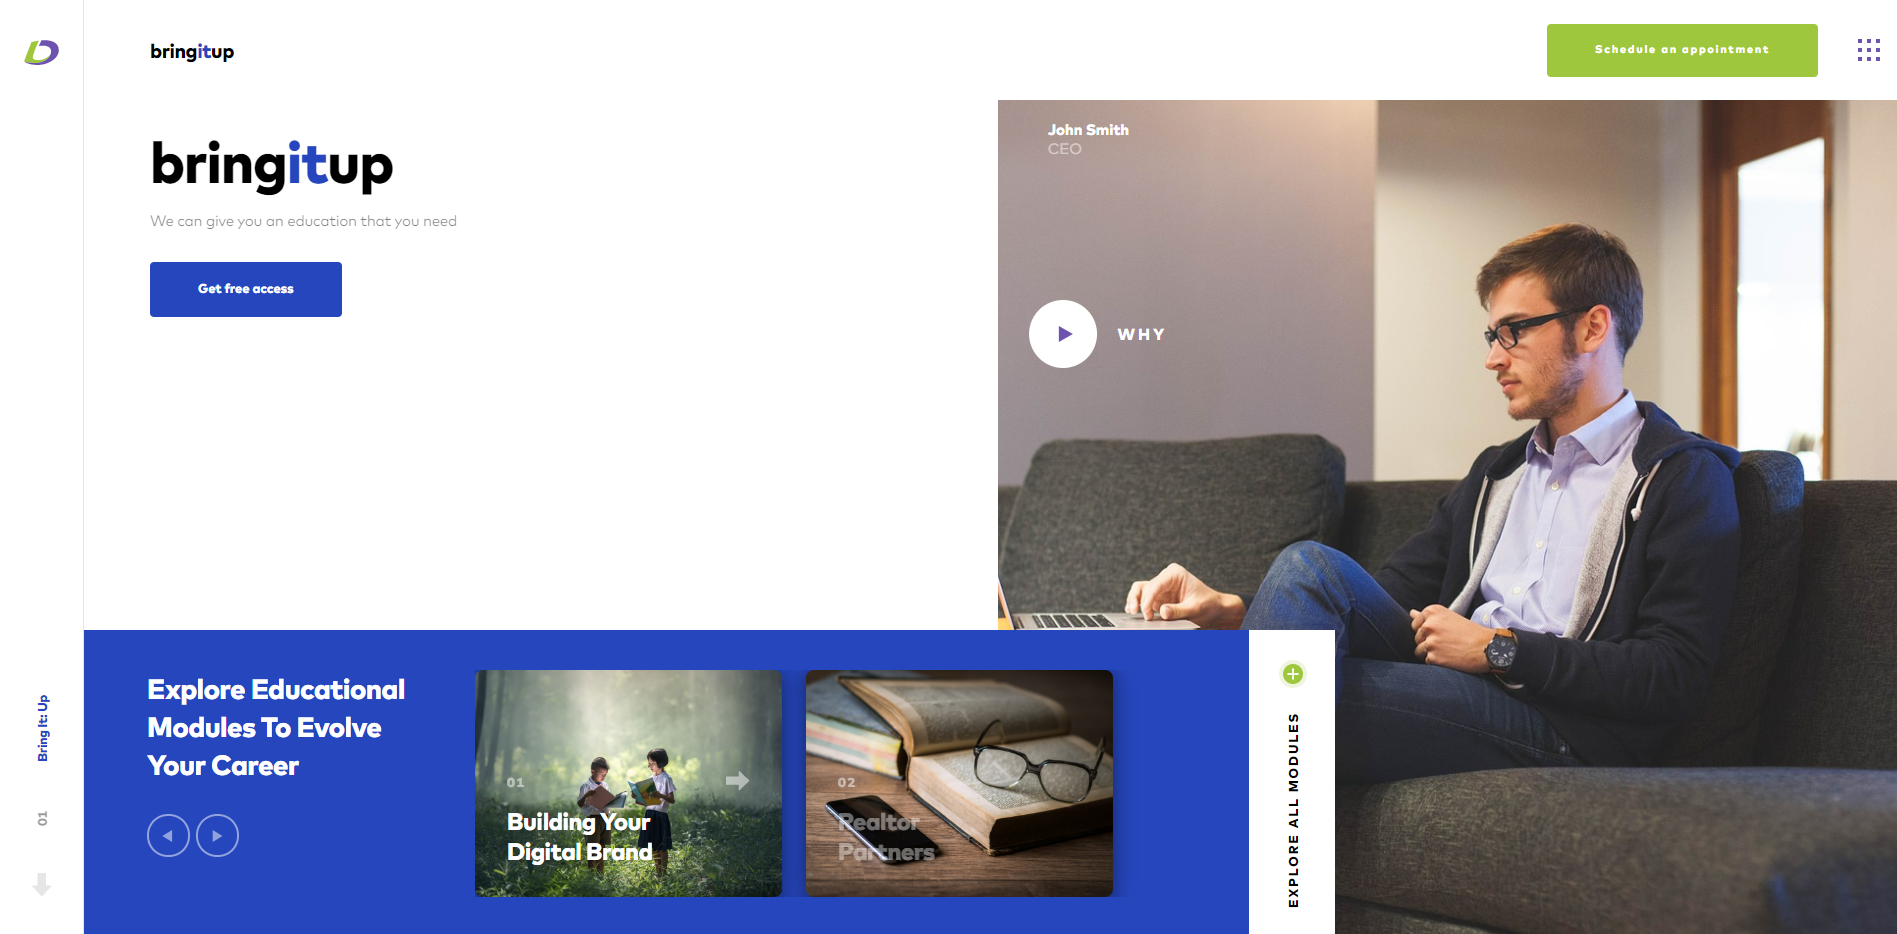 bringitup
Schedule an appointment
bringitup
We can give you an education that you need
Get free access
John Smith
CEO
WHY
Explore Educational
Modules To Evolve
Your Career
01
Building Your
Digital Brand
02
Realtor
Partners
EXPLORE ALL MODULES
Bring It: Up
01